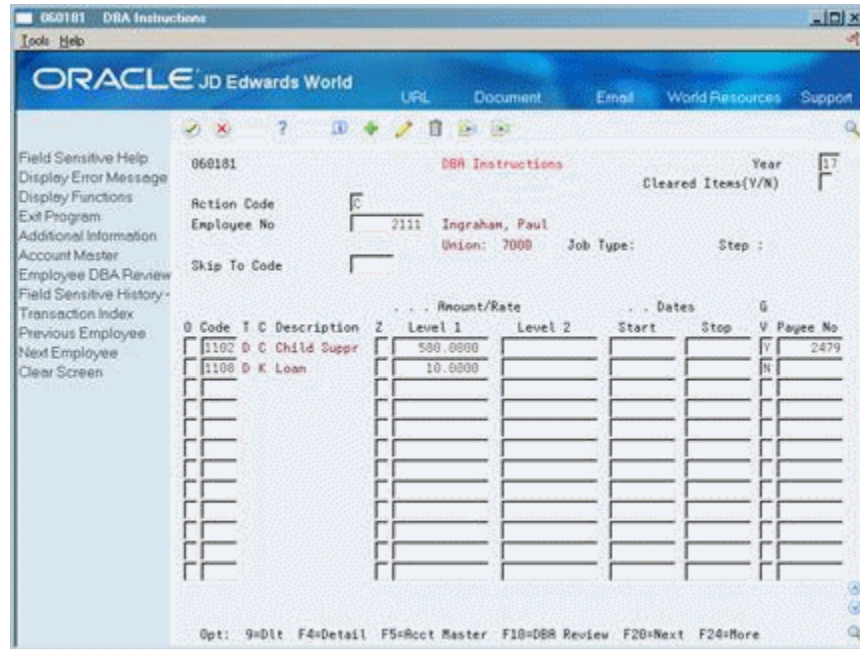 060181 DBA Instructions
Tools Help
ORACLE JD Edwards World
URL Document Email World Resources Support
Field Sensitive Help
Display Error Message
Display Functions
Exit Program
Additional Information
Account Master
Employee DBA Review
Field Sensitive History -
Transaction Index
Previous Employee
Next Employee
Clear Screen
060181 DBA Instructions Year 17
Cleared Items(Y/N)
Action Code C
Employee No 2111 Ingraham, Paul
Union: 7000 Job Type: Step :
Skip To Code
. . . Amount/Rate . . . Dates G
O Code T C Description Z Level 1 Level 2 Start Stop V Payee No
1102 D C Child Suppr 500.0000 Y 2479
1108 D K Loan 10.0000 N
Opt: 9=Dlt F4=Detail F5=Acct Master F10=DBA Review F20=Next F24=More